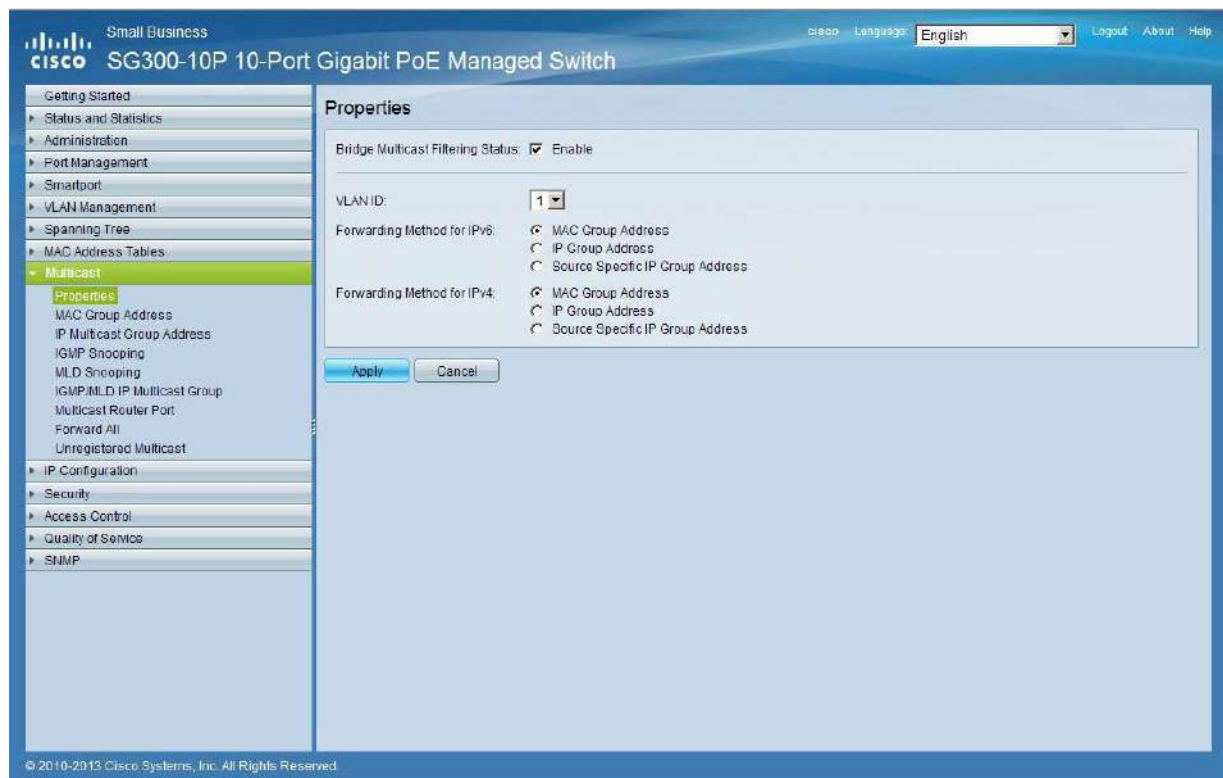 Small Business
cisco Language: English Logout About Help
CISCO SG300-10P 10-Port Gigabit PoE Managed Switch
Getting Started
Status and Statistics
Administration
Port Management
Smartport
VLAN Management
Spanning Tree
MAC Address Tables
Multicast
Properties
MAC Group Address
IP Multicast Group Address
IGMP Snooping
MLD Snooping
IGMP/MLD IP Multicast Group
Multicast Router Port
Forward All
Unregistered Multicast
IP Configuration
Security
Access Control
Quality of Service
SNMP
Properties
Bridge Multicast Filtering Status: Enable
VLAN ID: 1
Forwarding Method for IPv6: MAC Group Address
IP Group Address
Source Specific IP Group Address
Forwarding Method for IPv4: MAC Group Address
IP Group Address
Source Specific IP Group Address
Apply Cancel
© 2010-2013 Cisco Systems, Inc. All Rights Reserved.